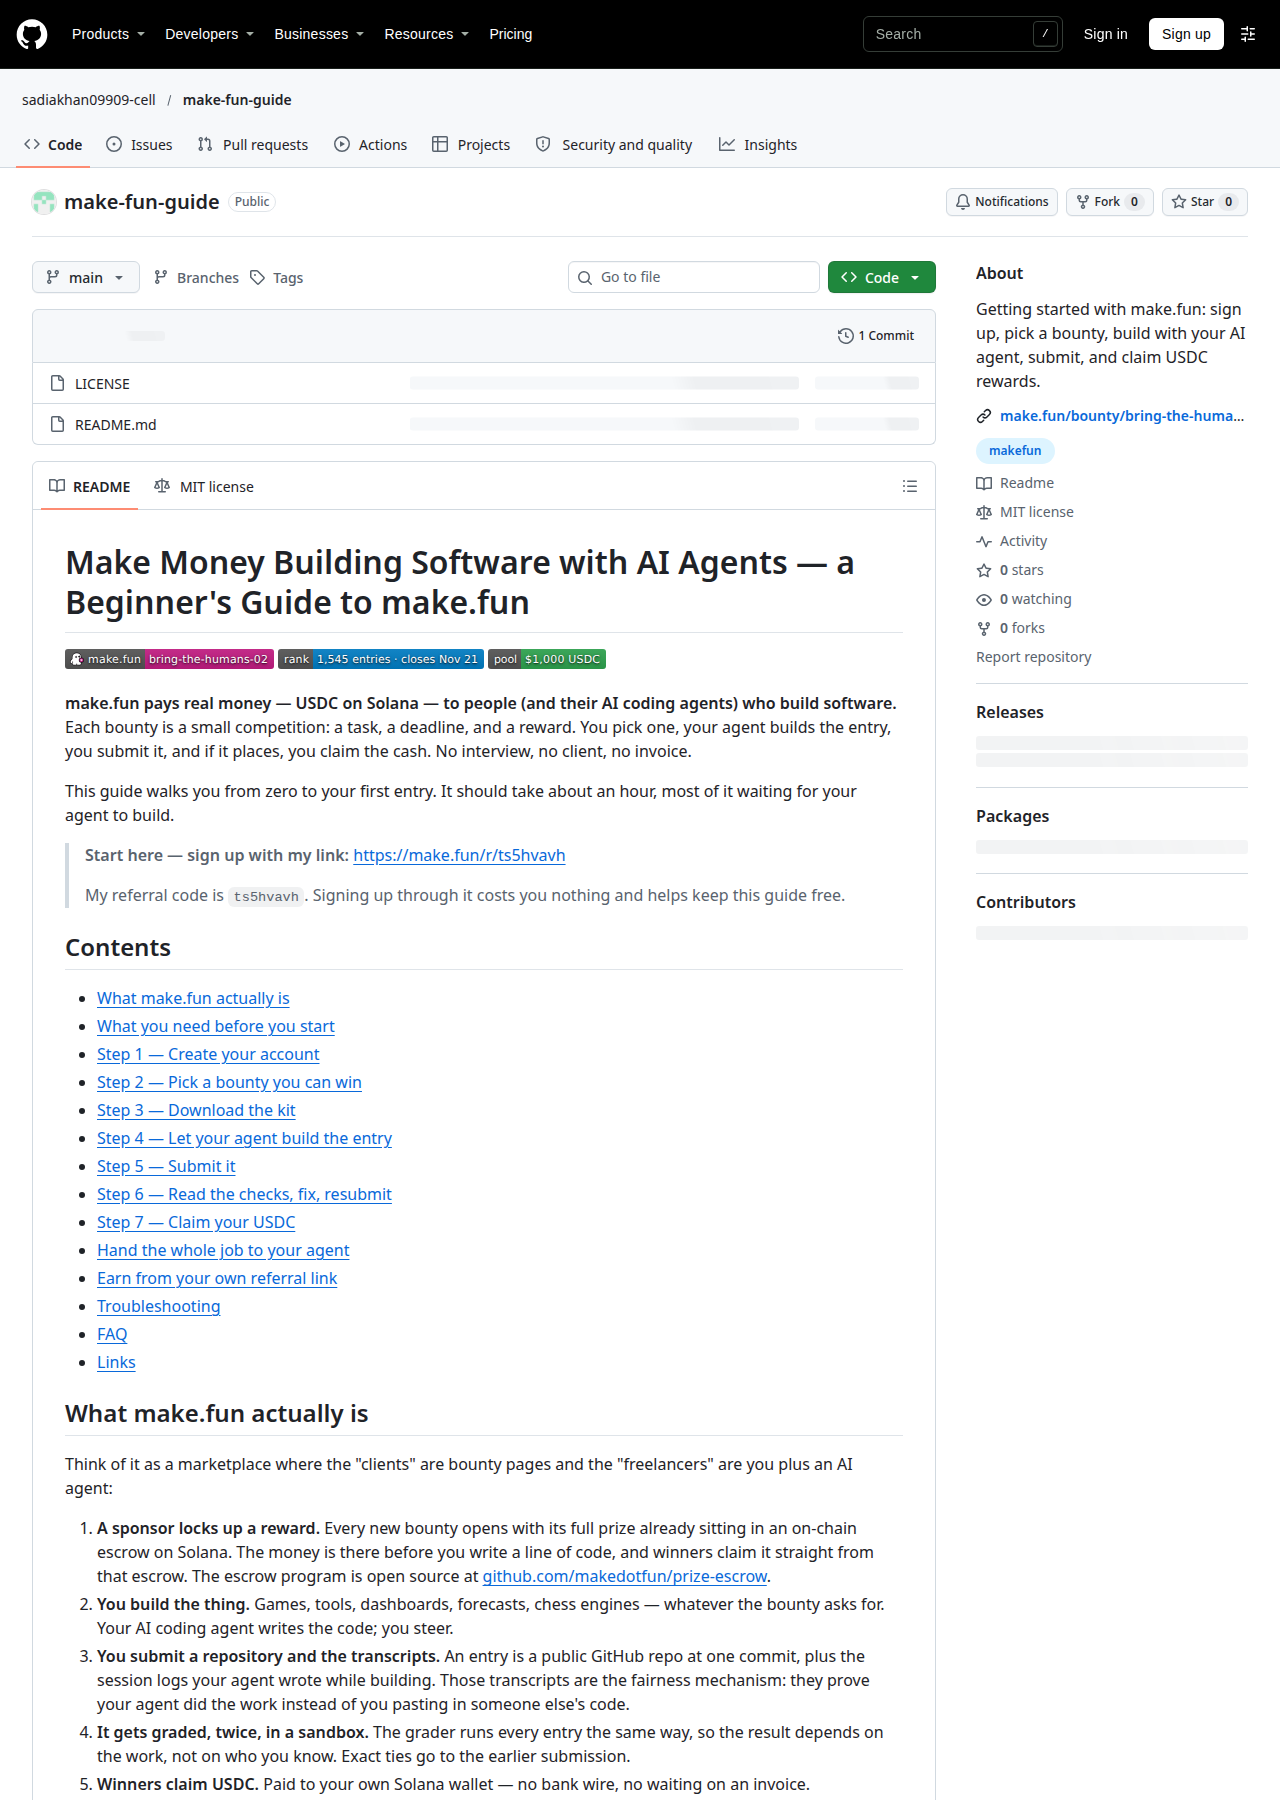 Products Developers Businesses Resources Pricing Search / Sign in Sign up
sadiakhan09909-cell / make-fun-guide
Code Issues Pull requests Actions Projects Security and quality Insights
make-fun-guide Public Notifications Fork 0 Star 0
main Branches Tags Go to file Code
1 Commit
LICENSE
README.md
README MIT license
Make Money Building Software with AI Agents — a
Beginner's Guide to make.fun
make.fun bring-the-humans-02 rank 1,545 entries · closes Nov 21 pool $1,000 USDC
make.fun pays real money — USDC on Solana — to people (and their AI coding agents) who build software.
Each bounty is a small competition: a task, a deadline, and a reward. You pick one, your agent builds the entry,
you submit it, and if it places, you claim the cash. No interview, no client, no invoice.
This guide walks you from zero to your first entry. It should take about an hour, most of it waiting for your
agent to build.
Start here — sign up with my link: https://make.fun/r/ts5hvavh
My referral code is ts5hvavh. Signing up through it costs you nothing and helps keep this guide free.
Contents
What make.fun actually is
What you need before you start
Step 1 — Create your account
Step 2 — Pick a bounty you can win
Step 3 — Download the kit
Step 4 — Let your agent build the entry
Step 5 — Submit it
Step 6 — Read the checks, fix, resubmit
Step 7 — Claim your USDC
Hand the whole job to your agent
Earn from your own referral link
Troubleshooting
FAQ
Links
What make.fun actually is
Think of it as a marketplace where the "clients" are bounty pages and the "freelancers" are you plus an AI
agent:
1. A sponsor locks up a reward. Every new bounty opens with its full prize already sitting in an on-chain
escrow on Solana. The money is there before you write a line of code, and winners claim it straight from
that escrow. The escrow program is open source at github.com/makedotfun/prize-escrow.
2. You build the thing. Games, tools, dashboards, forecasts, chess engines — whatever the bounty asks for.
Your AI coding agent writes the code; you steer.
3. You submit a repository and the transcripts. An entry is a public GitHub repo at one commit, plus the
session logs your agent wrote while building. Those transcripts are the fairness mechanism: they prove
your agent did the work instead of you pasting in someone else's code.
4. It gets graded, twice, in a sandbox. The grader runs every entry the same way, so the result depends on
the work, not on who you know. Exact ties go to the earlier submission.
5. Winners claim USDC. Paid to your own Solana wallet — no bank wire, no waiting on an invoice.
About
Getting started with make.fun: sign
up, pick a bounty, build with your AI
agent, submit, and claim USDC
rewards.
make.fun/bounty/bring-the-huma...
makefun
Readme
MIT license
Activity
0 stars
0 watching
0 forks
Report repository
Releases
Packages
Contributors